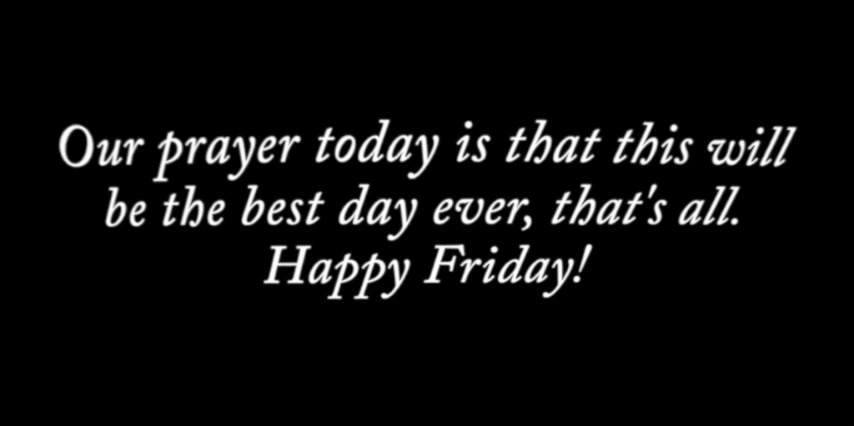 Our prayer today is that this will
be the best day ever, that's all.
Happy Friday!